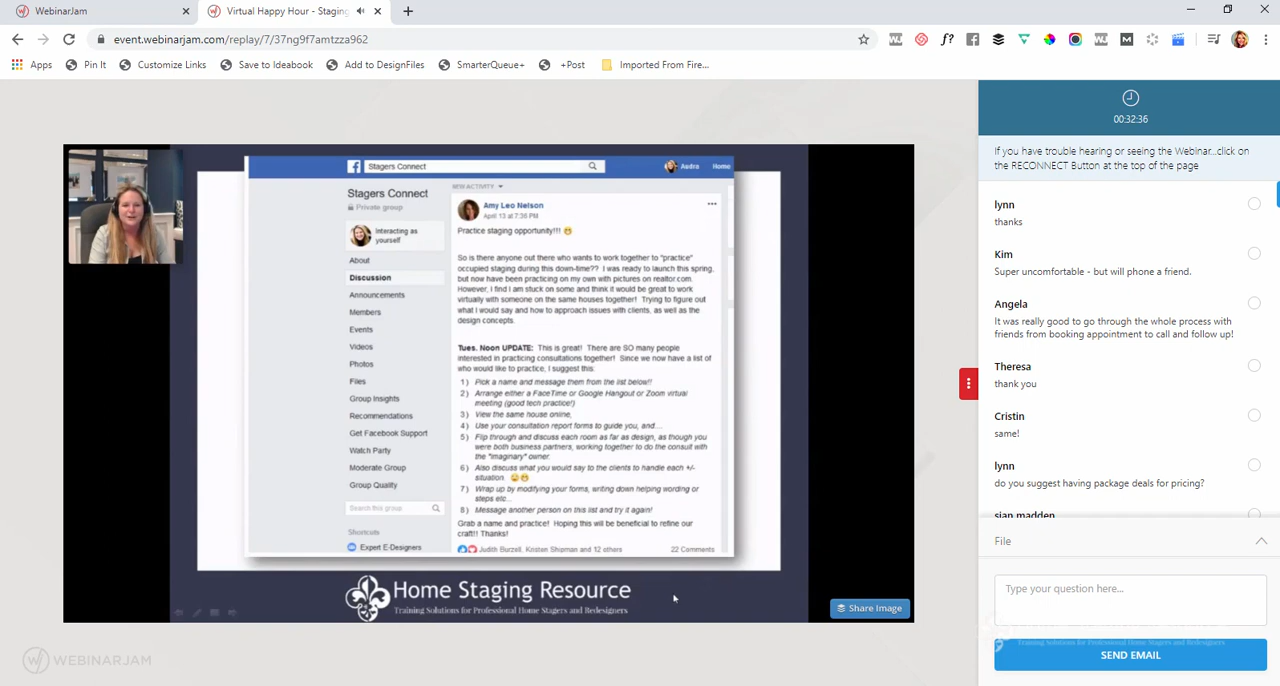 WebinarJam
Virtual Happy Hour - Staging
event.webinarjam.com/replay/7/37ng9f7amtzza962
Apps
Pin It
Customize Links
Save to Ideabook
Add to DesignFiles
SmarterQueue+
+Post
Imported From Fire...
Stagers Connect
Audra
Home
Stagers Connect
Private group
Interacting as
yourself
About
Discussion
Announcements
Members
Events
Videos
Photos
Files
Group Insights
Recommendations
Get Facebook Support
Watch Party
Moderate Group
Group Quality
Search this group
Shortcuts
Expert E-Designers
NEW ACTIVITY
Amy Leo Nelson
April 13 at 7:36 PM
Practice staging opportunity!!! 😁
So is there anyone out there who wants to work together to "practice"
occupied staging during this down-time?? I was ready to launch this spring,
but now have been practicing on my own with pictures on realtor.com.
However, I find I am stuck on some and think it would be great to work
virtually with someone on the same houses together! Trying to figure out
what I would say and how to approach issues with clients, as well as the
design concepts.
Tues. Noon UPDATE: This is great! There are SO many people
interested in practicing consultations together! Since we now have a list of
who would like to practice, I suggest this:
1) Pick a name and message them from the list below!!
2) Arrange either a FaceTime or Google Hangout or Zoom virtual
meeting (good tech practice!)
3) View the same house online,
4) Use your consultation report forms to guide you, and....
5) Flip through and discuss each room as far as design, as though you
were both business partners, working together to do the consult with
the "imaginary" owner.
6) Also discuss what you would say to the clients to handle each +/-
situation.
7) Wrap up by modifying your forms, writing down helping wording or
steps etc...
8) Message another person on this list and try it again!
Grab a name and practice! Hoping this will be beneficial to refine our
craft!! Thanks!
Judith Burzell, Kristen Shipman and 12 others
22 Comments
Home Staging Resource
Training Solutions for Professional Home Stagers and Redesigners
Share Image
WEBINARJAM
00:32:36
If you have trouble hearing or seeing the Webinar...click on
the RECONNECT Button at the top of the page
lynn
thanks
Kim
Super uncomfortable - but will phone a friend.
Angela
It was really good to go through the whole process with
friends from booking appointment to call and follow up!
Theresa
thank you
Cristin
same!
lynn
do you suggest having package deals for pricing?
sian madden
File
Type your question here...
Training Solutions for Professional Home Stagers and Redesigners
SEND EMAIL